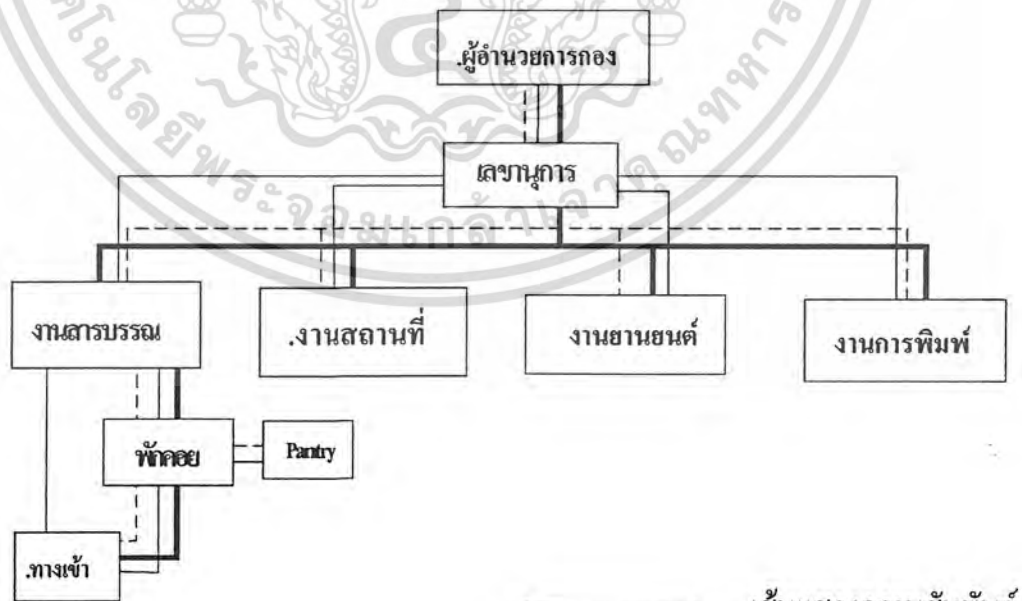 .ผู้อำนวยการกอง
เลขานุการ
งานสารบรรณ
.งานสถานที่
งานยานยนต์
งานการพิมพ์
พักคอย
Pantry
.ทางเข้า